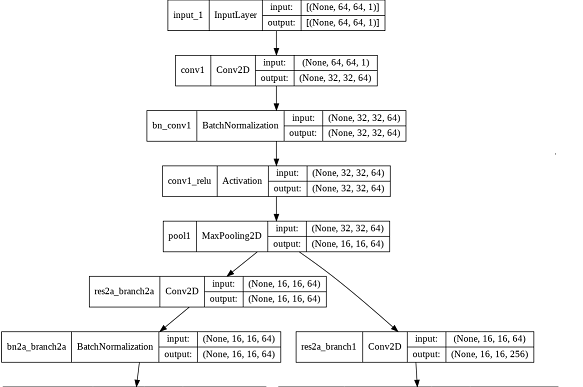 input_1 InputLayer input: [(None, 64, 64, 1)]
output: [(None, 64, 64, 1)]
conv1 Conv2D input: (None, 64, 64, 1)
output: (None, 32, 32, 64)
bn_conv1 BatchNormalization input: (None, 32, 32, 64)
output: (None, 32, 32, 64)
conv1_relu Activation input: (None, 32, 32, 64)
output: (None, 32, 32, 64)
pool1 MaxPooling2D input: (None, 32, 32, 64)
output: (None, 16, 16, 64)
res2a_branch2a Conv2D input: (None, 16, 16, 64)
output: (None, 16, 16, 64)
bn2a_branch2a BatchNormalization input: (None, 16, 16, 64)
output: (None, 16, 16, 64)
res2a_branch1 Conv2D input: (None, 16, 16, 64)
output: (None, 16, 16, 256)